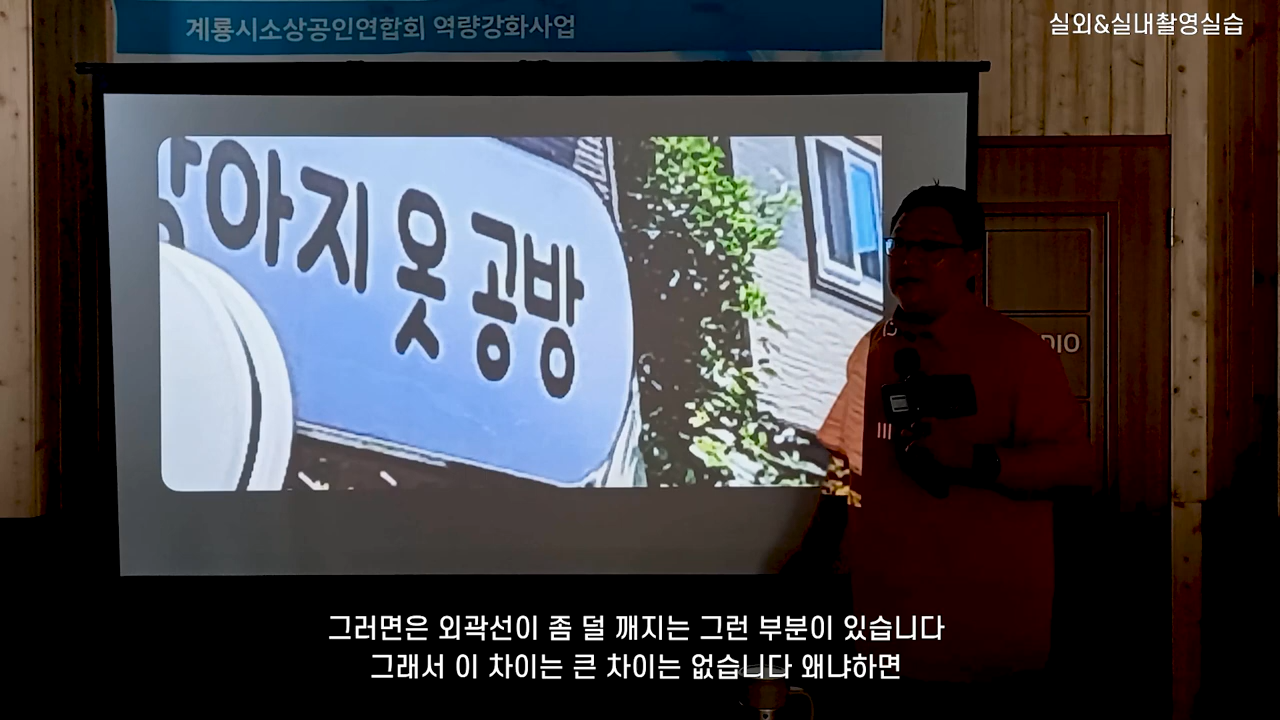 계룡시소상공인연합회 역량강화사업
실외&실내촬영실습
아지 옷 공방
DIO
그러면은 외곽선이 좀 덜 깨지는 그런 부분이 있습니다
그래서 이 차이는 큰 차이는 없습니다 왜냐하면